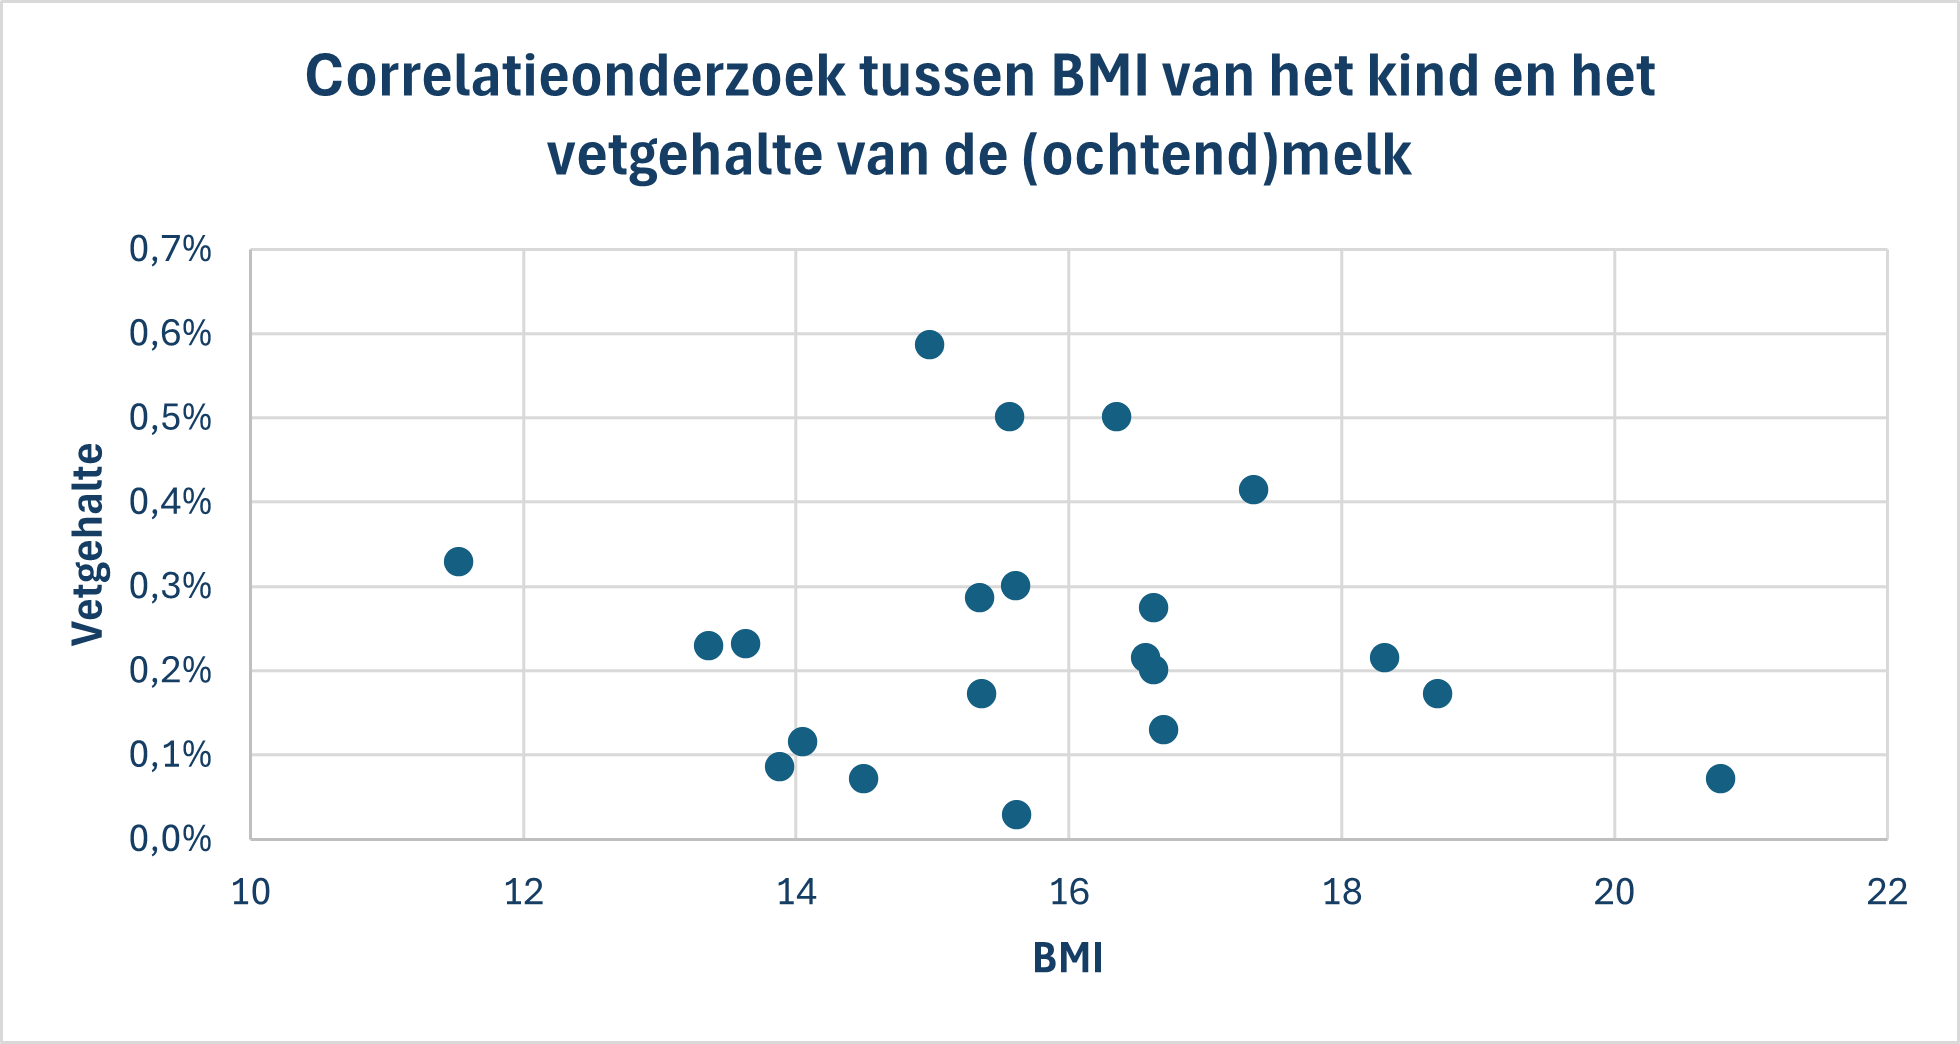 Correlatieonderzoek tussen BMI van het kind en het
vetgehalte van de (ochtend)melk
0,7%
0,6%
0,5%
0,4%
0,3%
0,2%
0,1%
0,0%
Vetgehalte
10 12 14 16 18 20 22
BMI